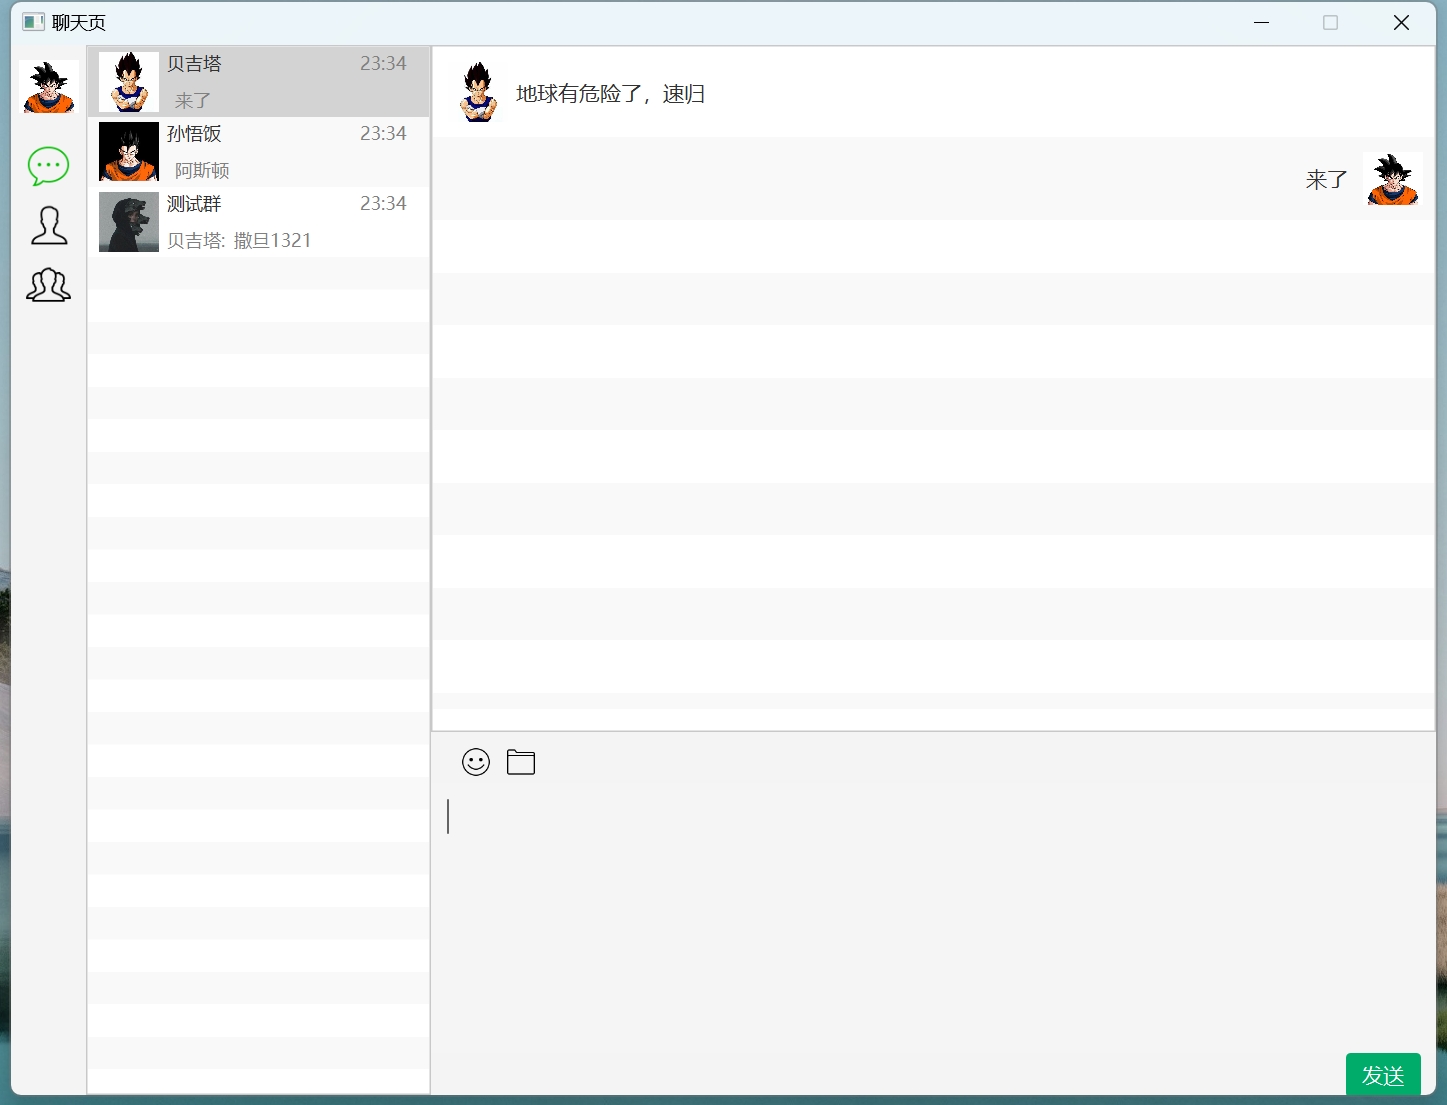 聊天页
贝吉塔 23:34
来了
孙悟饭 23:34
阿斯顿
测试群 23:34
贝吉塔: 撒旦1321
地球有危险了，速归
来了
发送